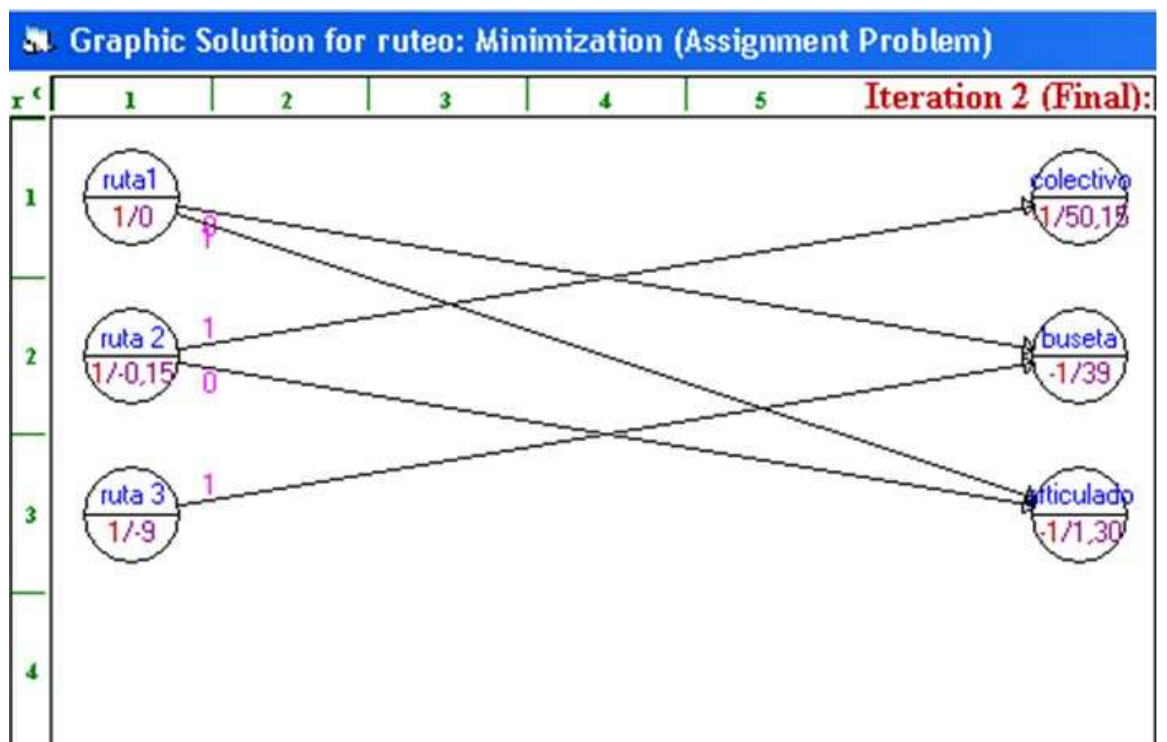 Graphic Solution for ruteo: Minimization (Assignment Problem)
r c 1 2 3 4 5 Iteration 2 (Final):
1 ruta1 colectivo
1/0 0 1 -1/50,15
2 ruta 2 1 buseta
1/-0,15 0 -1/39
3 ruta 3 1 articulado
1/-9 -1/1,30
4